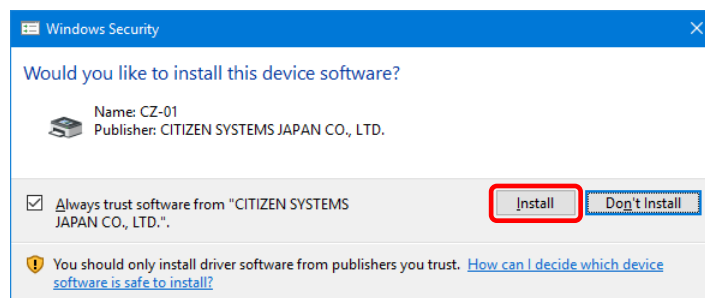 Windows Security
Would you like to install this device software?
Name: CZ-01
Publisher: CITIZEN SYSTEMS JAPAN CO., LTD.
Always trust software from "CITIZEN SYSTEMS
JAPAN CO., LTD.".
Install
Don't Install
You should only install driver software from publishers you trust. How can I decide which device
software is safe to install?